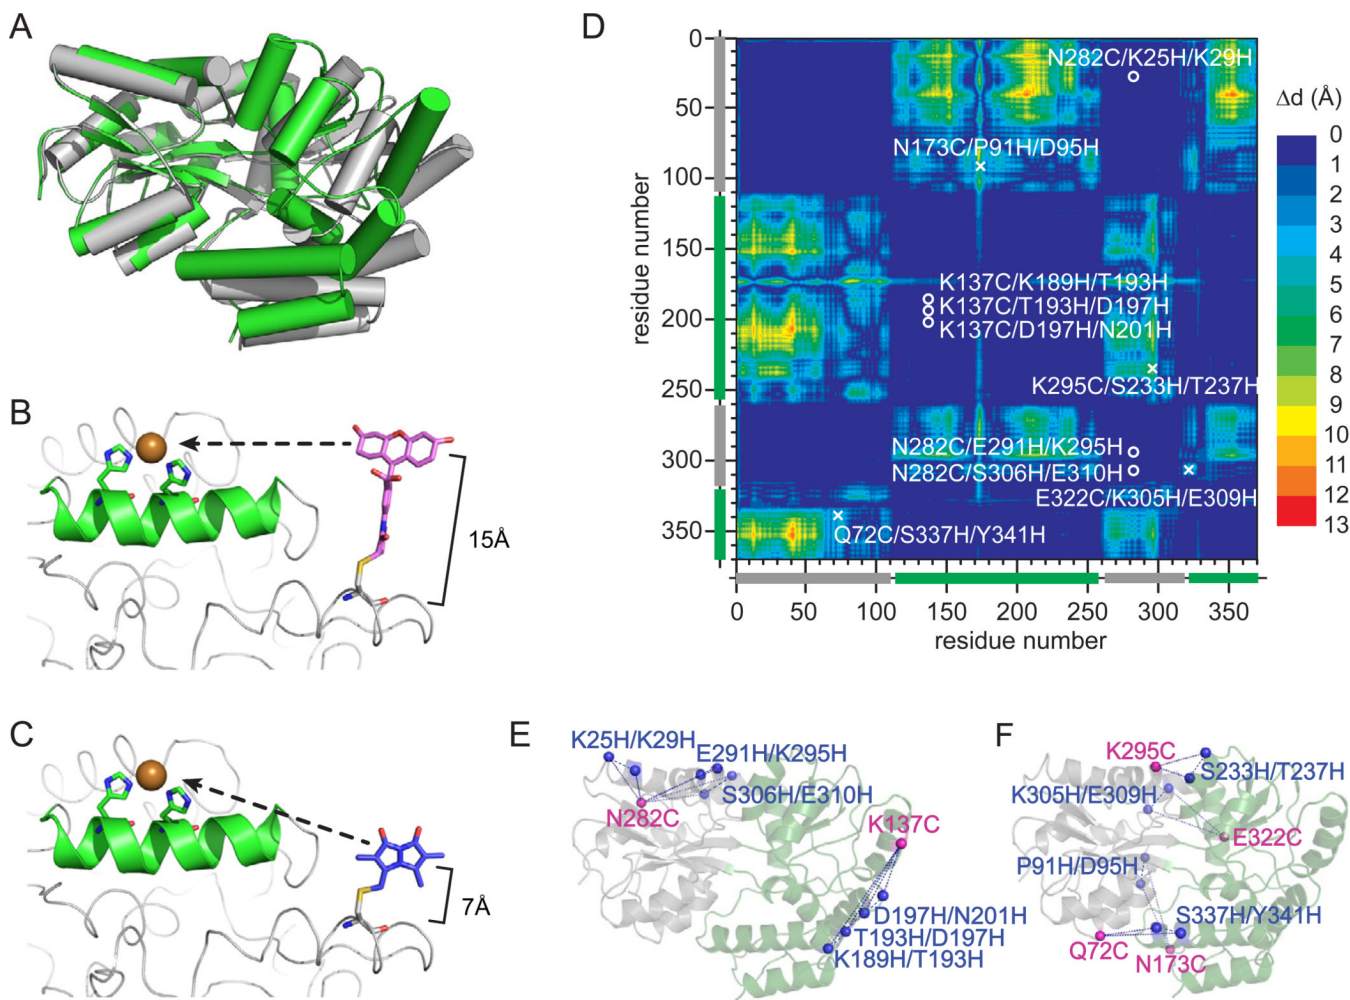 A
B
15Å
C
7Å
D
N282C/K25H/K29H
N173C/P91H/D95H
K137C/K189H/T193H
K137C/T193H/D197H
K137C/D197H/N201H
K295C/S233H/T237H
N282C/E291H/K295H
N282C/S306H/E310H
E322C/K305H/E309H
Q72C/S337H/Y341H
0
50
100
150
200
250
300
350
residue number
0 50 100 150 200 250 300 350
residue number
Δd (Å)
0
1
2
3
4
5
6
7
8
9
10
11
12
13
E
K25H/K29H
E291H/K295H
S306H/E310H
N282C
K137C
D197H/N201H
T193H/D197H
K189H/T193H
F
K295C
S233H/T237H
K305H/E309H
E322C
P91H/D95H
S337H/Y341H
Q72C
N173C